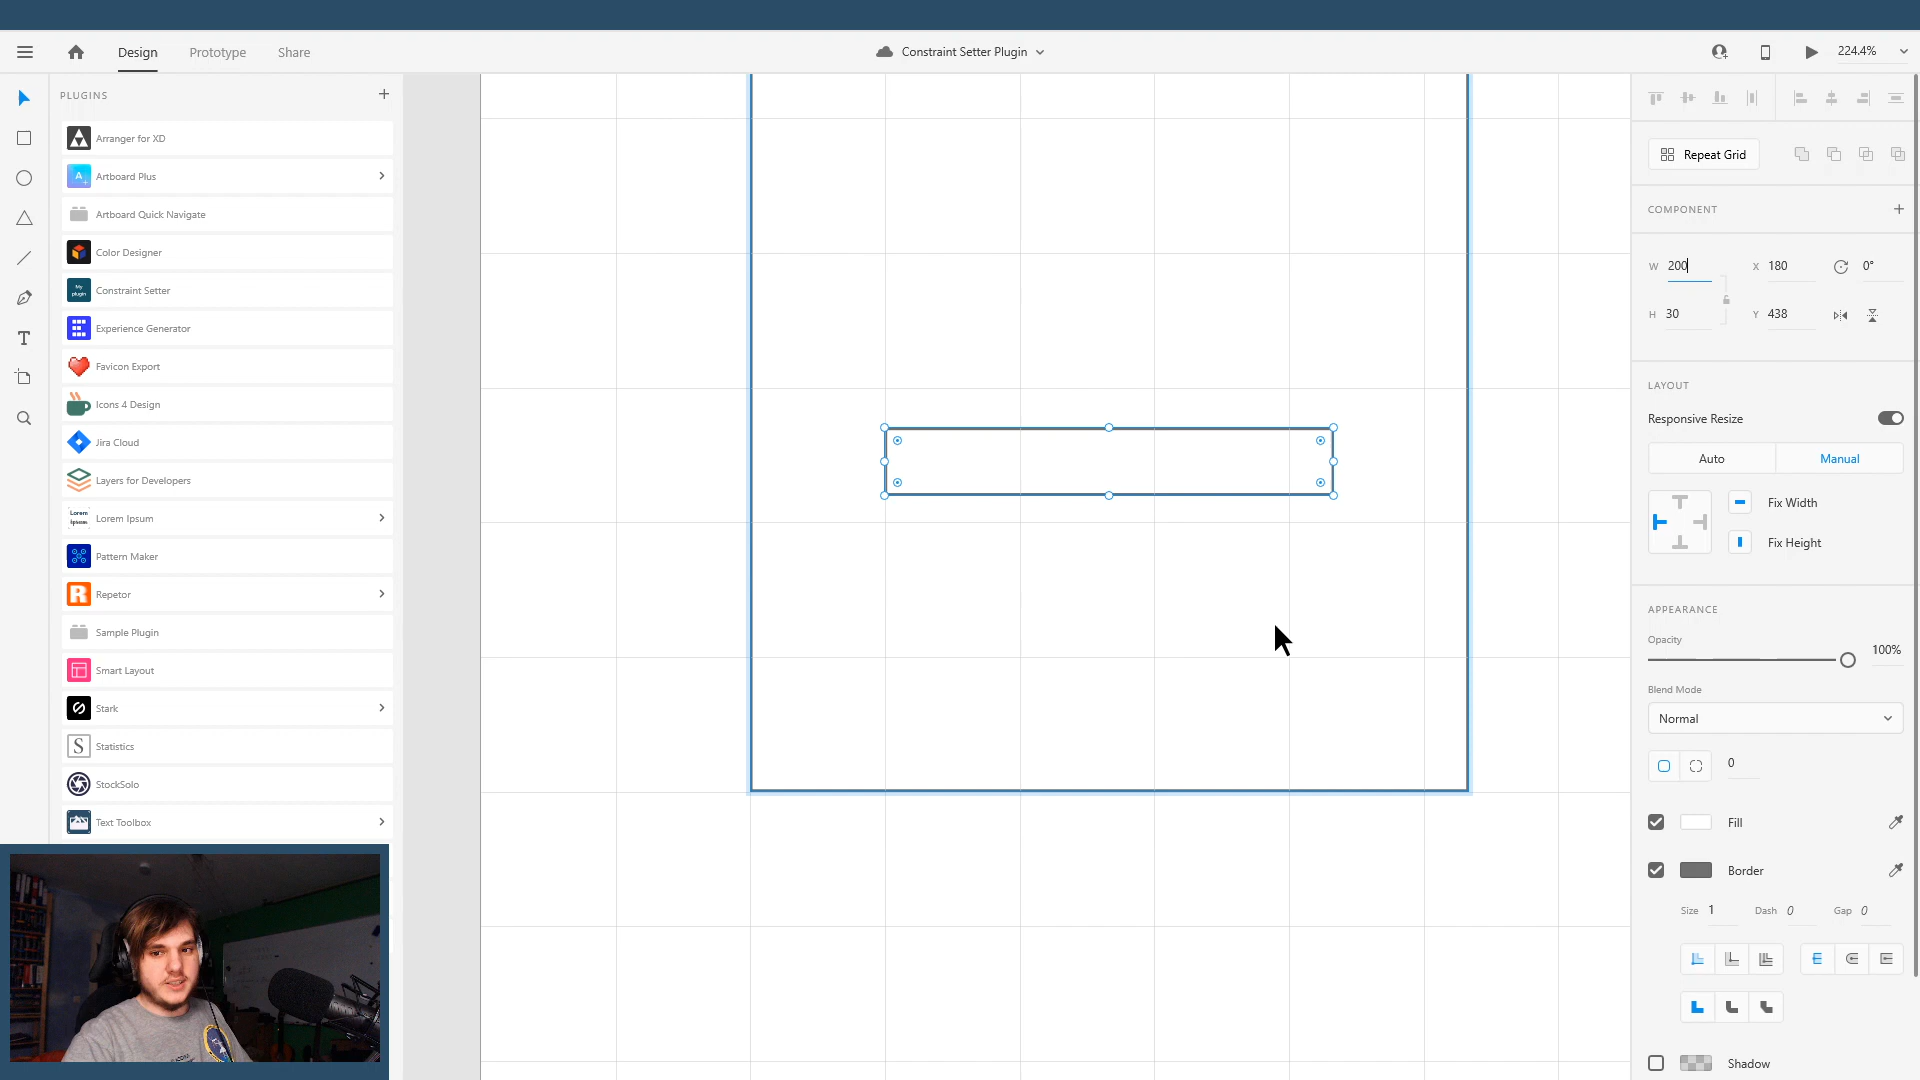 Design
Prototype
Share
Constraint Setter Plugin
224.4%
PLUGINS
Arranger for XD
Artboard Plus
Artboard Quick Navigate
Color Designer
My plugin
Constraint Setter
Experience Generator
Favicon Export
Icons 4 Design
Jira Cloud
Layers for Developers
Lorem Ipsum
Lorem Ipsum
Pattern Maker
Repetor
Sample Plugin
Smart Layout
Stark
Statistics
StockSolo
Text Toolbox
Repeat Grid
COMPONENT
W 200 X 180 0°
H 30 Y 438
LAYOUT
Responsive Resize
Auto Manual
Fix Width
Fix Height
APPEARANCE
Opacity
100%
Blend Mode
Normal
0
Fill
Border
Size 1 Dash 0 Gap 0
Shadow